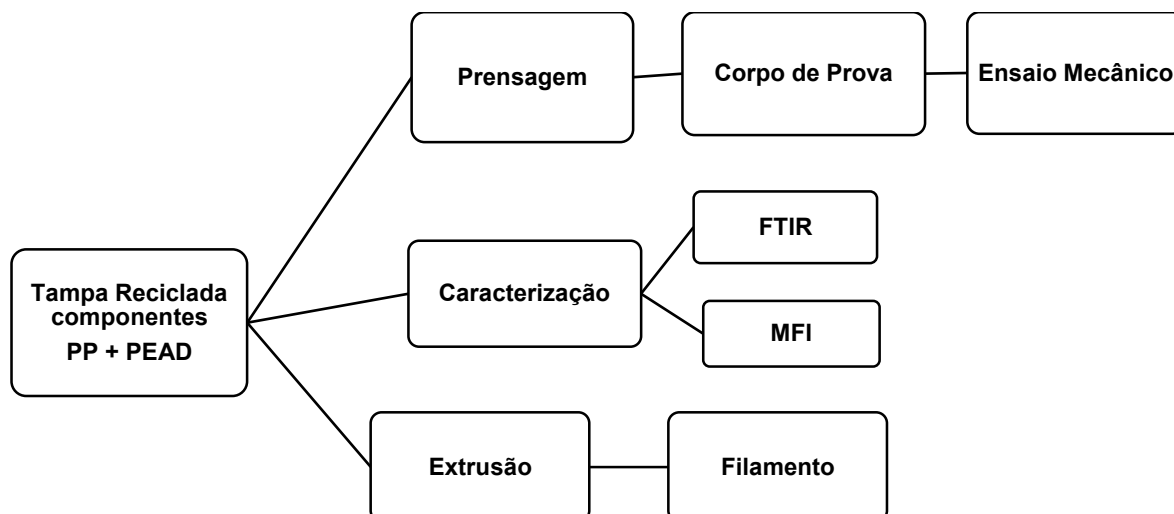 Prensagem
Corpo de Prova
Ensaio Mecânico
Tampa Reciclada
componentes
PP + PEAD
Caracterização
FTIR
MFI
Extrusão
Filamento